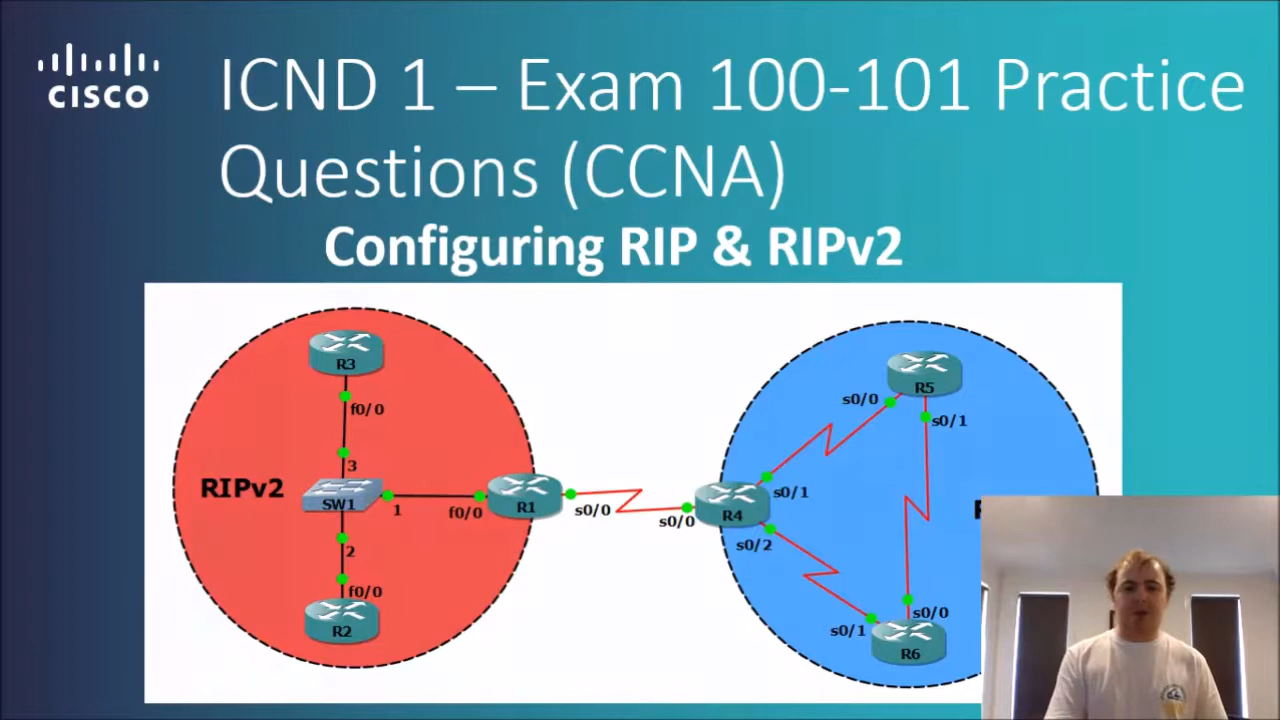 CISCO
ICND 1 – Exam 100-101 Practice
Questions (CCNA)
Configuring RIP & RIPv2
R3
f0/0
3
RIPv2
SW1
1
f0/0
R1
s0/0
2
f0/0
R2
s0/0
R4
s0/1
s0/2
s0/0
R5
s0/1
s0/0
s0/1
R6